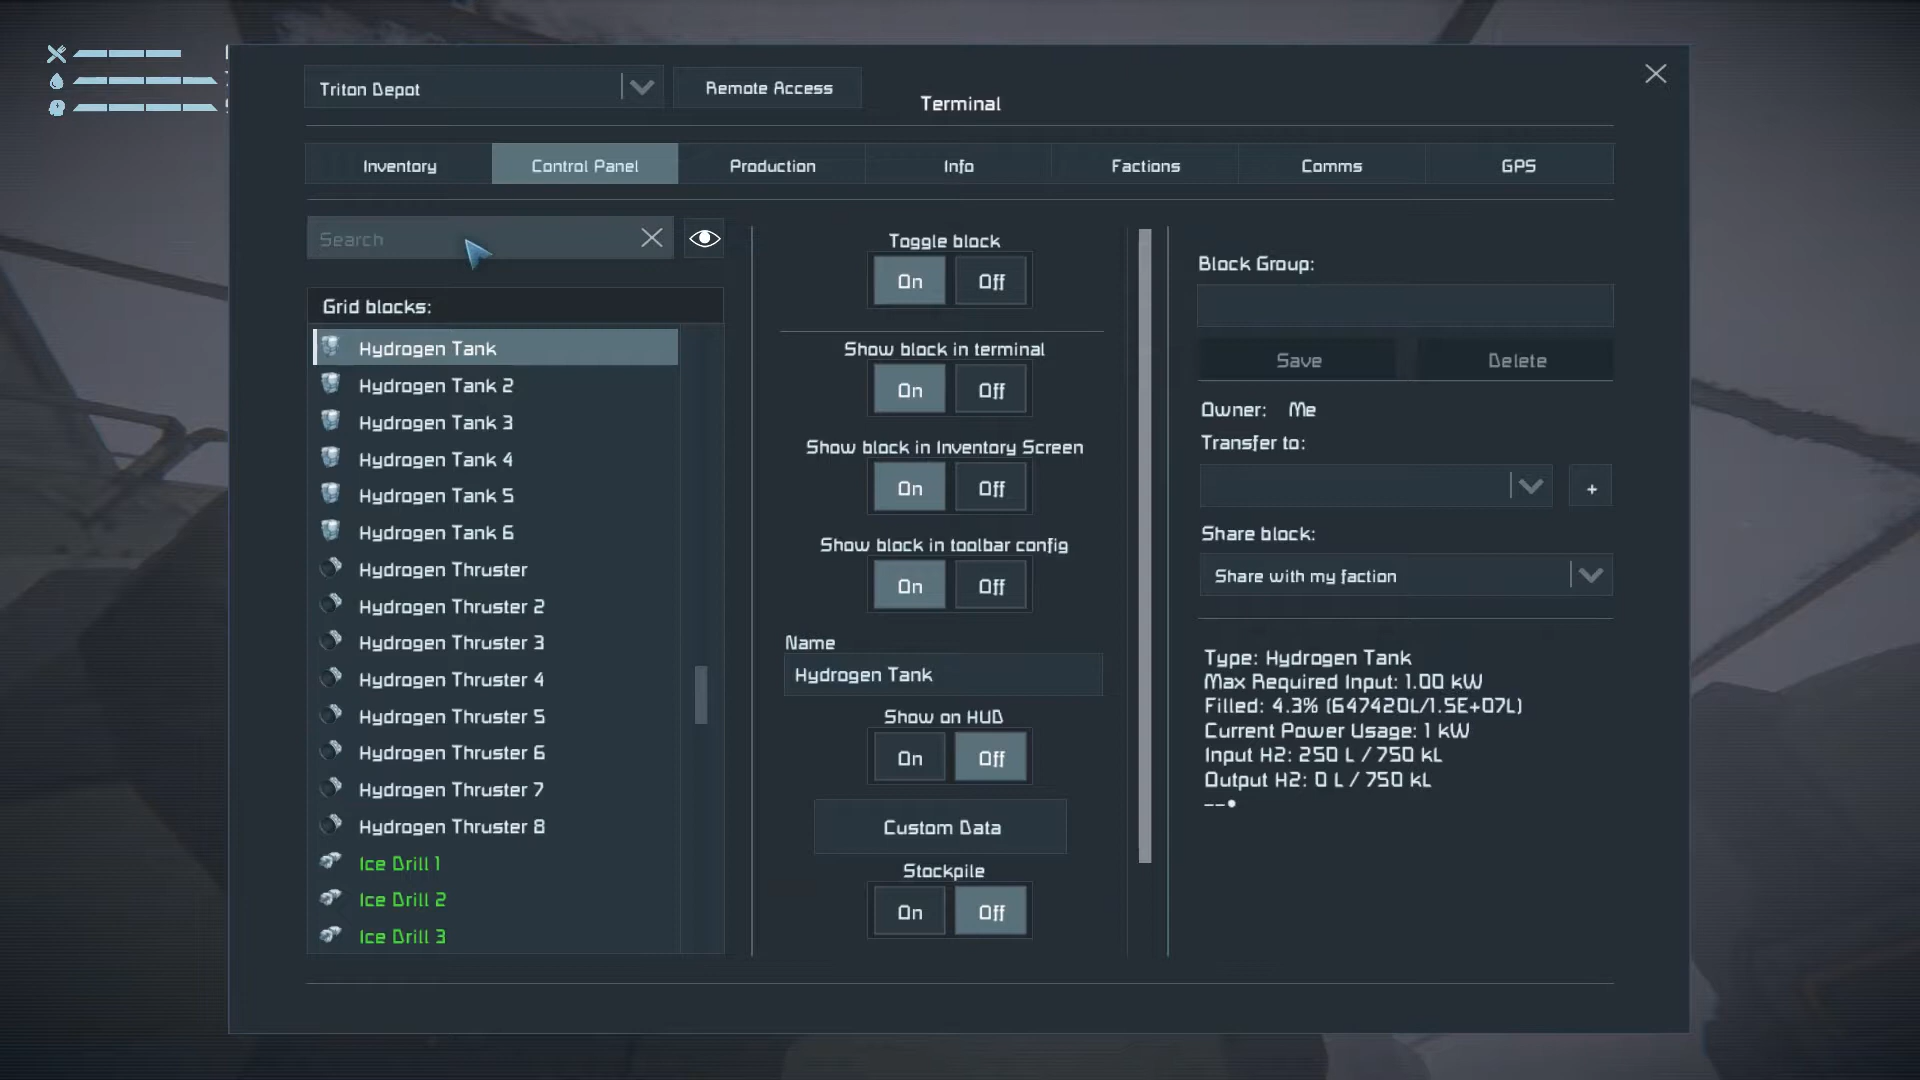 Triton Depot
Remote Access
Terminal
Inventory
Control Panel
Production
Info
Factions
Comms
GPS
Search
Grid blocks:
Hydrogen Tank
Hydrogen Tank 2
Hydrogen Tank 3
Hydrogen Tank 4
Hydrogen Tank 5
Hydrogen Tank 6
Hydrogen Thruster
Hydrogen Thruster 2
Hydrogen Thruster 3
Hydrogen Thruster 4
Hydrogen Thruster 5
Hydrogen Thruster 6
Hydrogen Thruster 7
Hydrogen Thruster 8
Ice Drill 1
Ice Drill 2
Ice Drill 3
Toggle block
On Off
Show block in terminal
On Off
Show block in Inventory Screen
On Off
Show block in toolbar config
On Off
Name
Hydrogen Tank
Show on HUD
On Off
Custom Data
Stockpile
On Off
Block Group:
Save Delete
Owner: Me
Transfer to:
+
Share block:
Share with my faction
Type: Hydrogen Tank
Max Required Input: 1.00 kW
Filled: 4.3% (647420L/1.5E+07L)
Current Power Usage: 1 kW
Input H2: 250 L / 750 kL
Output H2: 0 L / 750 kL
--•